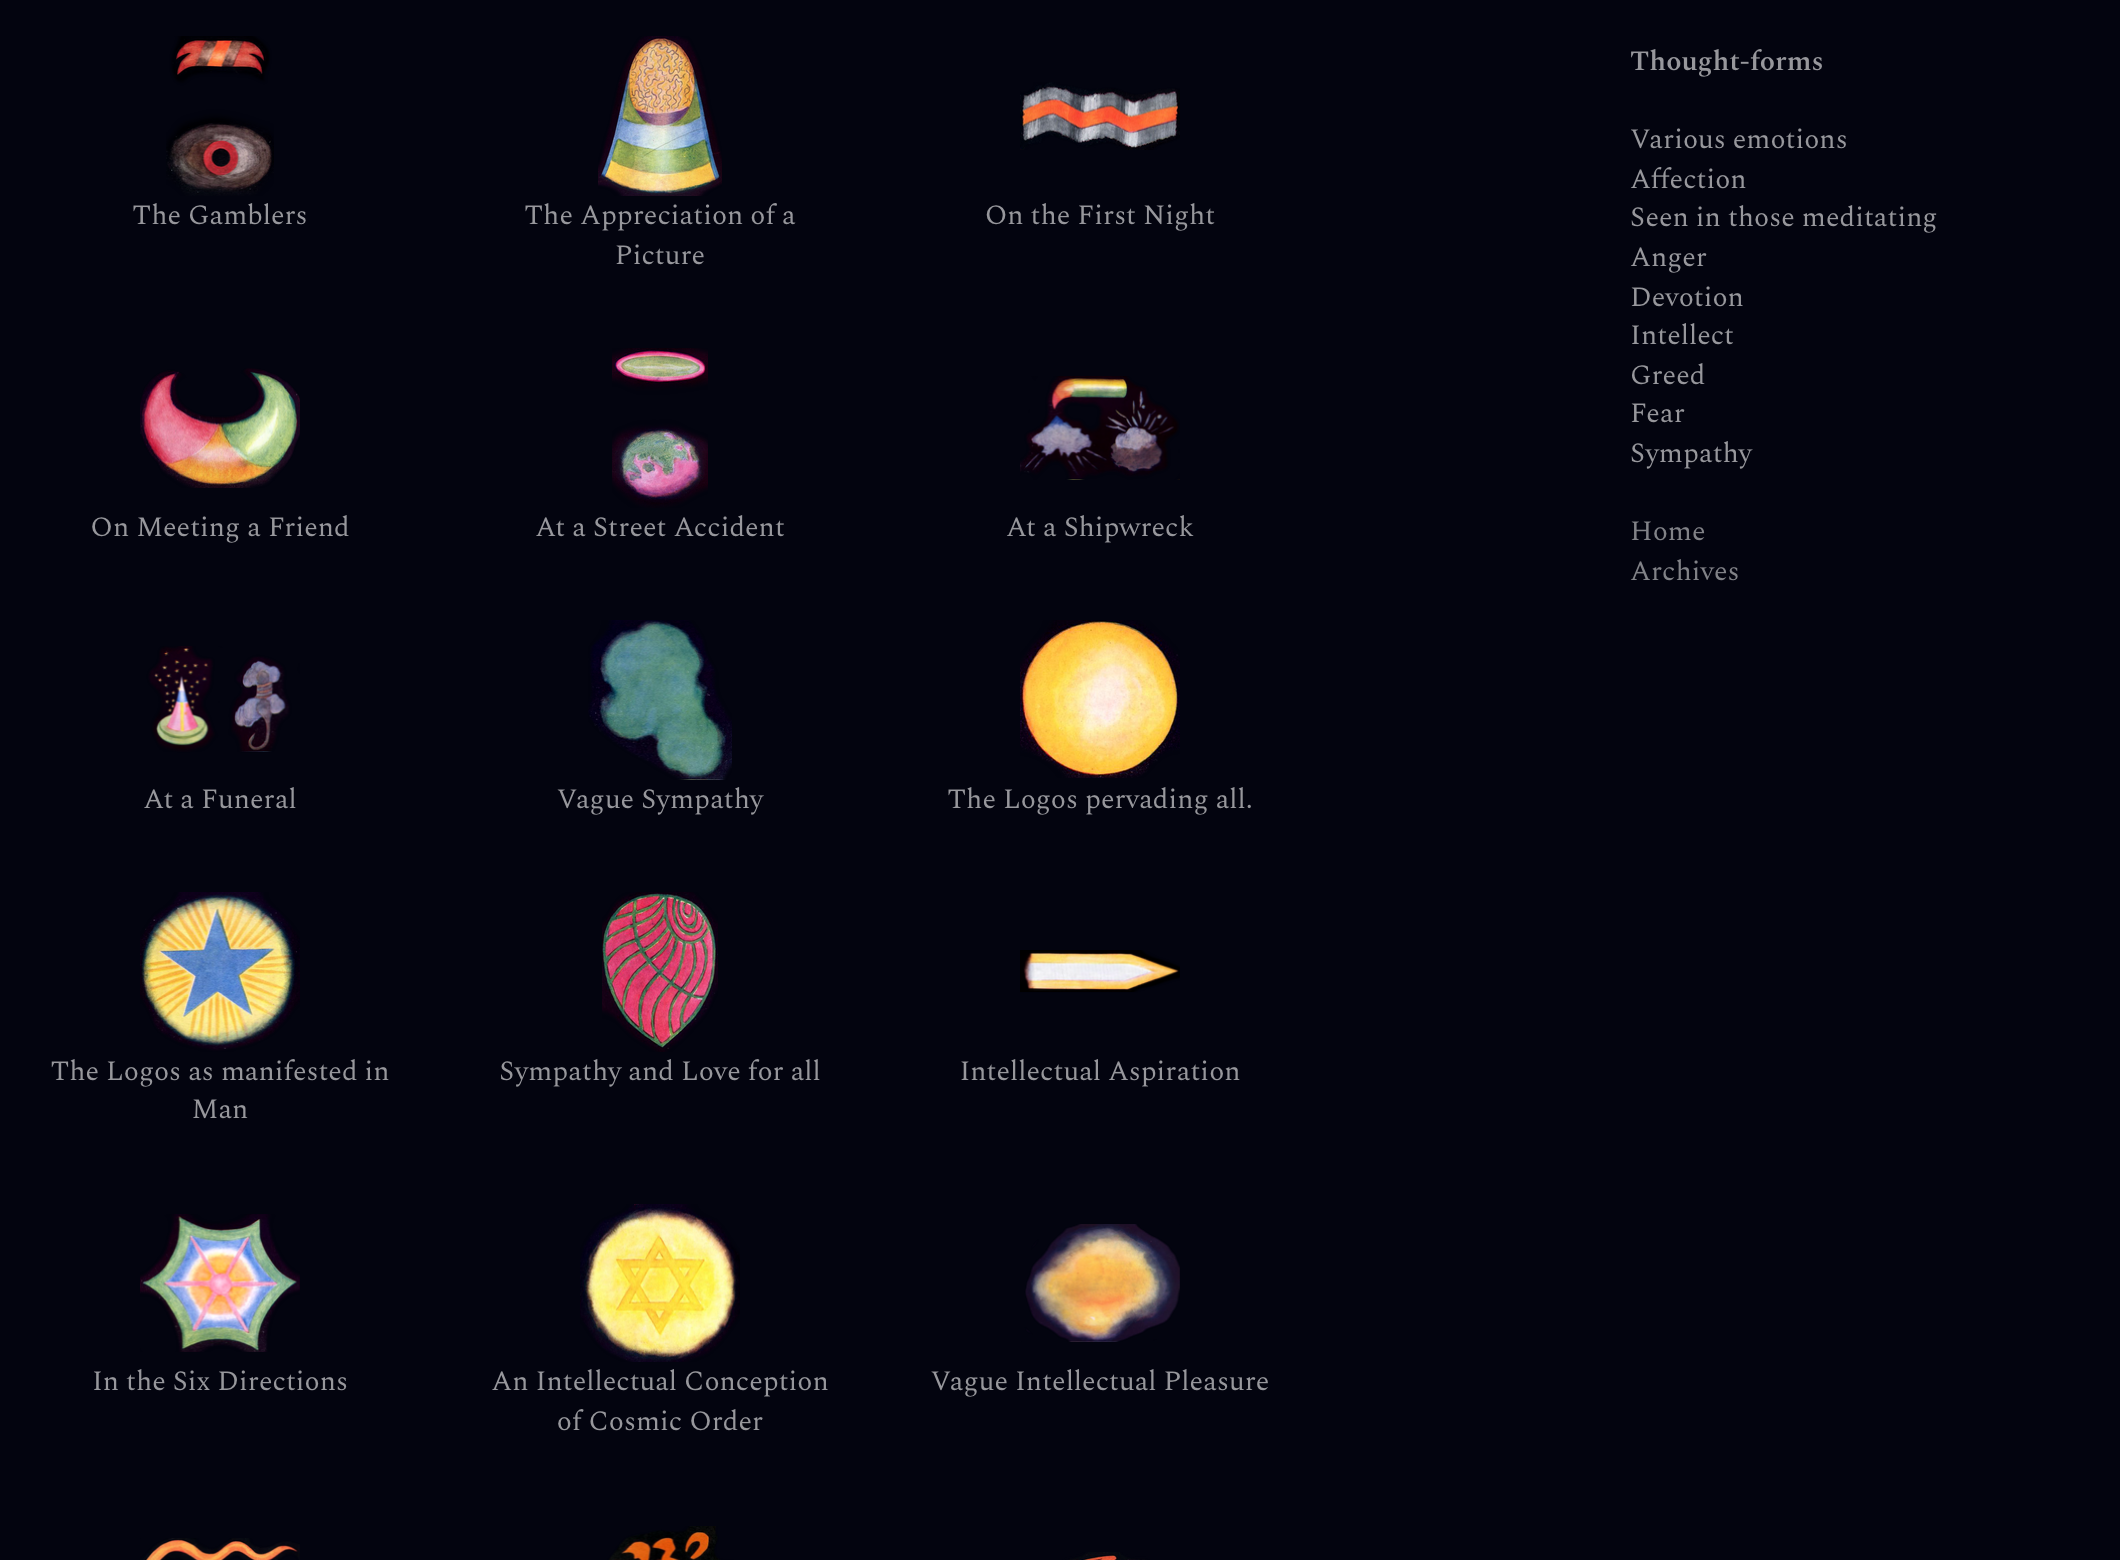 The Gamblers
The Appreciation of a
Picture
On the First Night
On Meeting a Friend
At a Street Accident
At a Shipwreck
At a Funeral
Vague Sympathy
The Logos pervading all.
The Logos as manifested in
Man
Sympathy and Love for all
Intellectual Aspiration
In the Six Directions
An Intellectual Conception
of Cosmic Order
Vague Intellectual Pleasure
Thought-forms
Various emotions
Affection
Seen in those meditating
Anger
Devotion
Intellect
Greed
Fear
Sympathy
Home
Archives